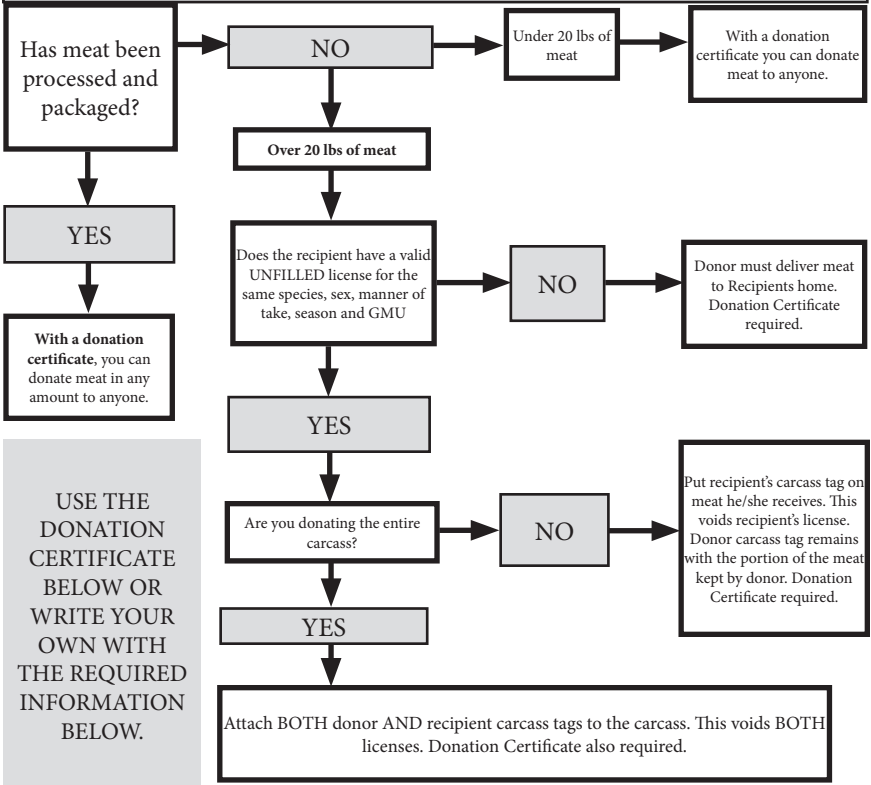 Has meat been
processed and
packaged?
NO
Under 20 lbs of
meat
With a donation
certificate you can donate
meat to anyone.
Over 20 lbs of meat
YES
Does the recipient have a valid
UNFILLED license for the
same species, sex, manner of
take, season and GMU
NO
Donor must deliver meat
to Recipients home.
Donation Certificate
required.
With a donation
certificate, you can
donate meat in any
amount to anyone.
YES
Are you donating the entire
carcass?
NO
Put recipient's carcass tag on
meat he/she receives. This
voids recipient's license.
Donor carcass tag remains
with the portion of the meat
kept by donor. Donation
Certificate required.
USE THE
DONATION
CERTIFICATE
BELOW OR
WRITE YOUR
OWN WITH
THE REQUIRED
INFORMATION
BELOW.
YES
Attach BOTH donor AND recipient carcass tags to the carcass. This voids BOTH
licenses. Donation Certificate also required.